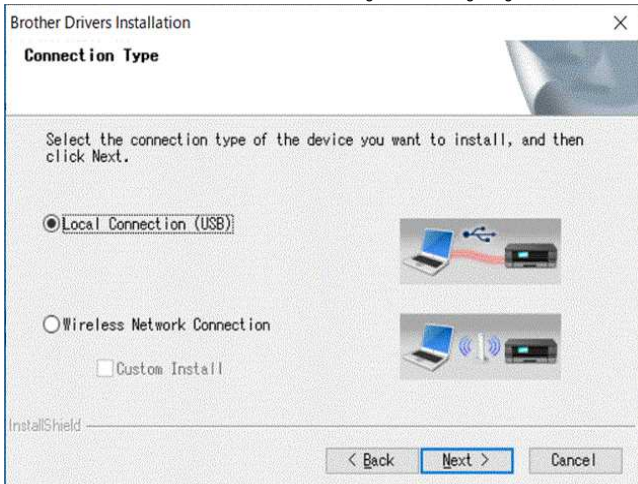 Brother Drivers Installation
Connection Type
Select the connection type of the device you want to install, and then
click Next.
Local Connection (USB)
Wireless Network Connection
Custom Install
InstallShield
< Back
Next >
Cancel